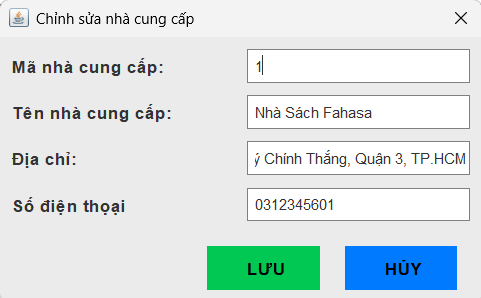 Chỉnh sửa nhà cung cấp
Mã nhà cung cấp: 1
Tên nhà cung cấp: Nhà Sách Fahasa
Địa chỉ: ý Chính Thắng, Quận 3, TP.HCM
Số điện thoại 0312345601
LƯU HỦY